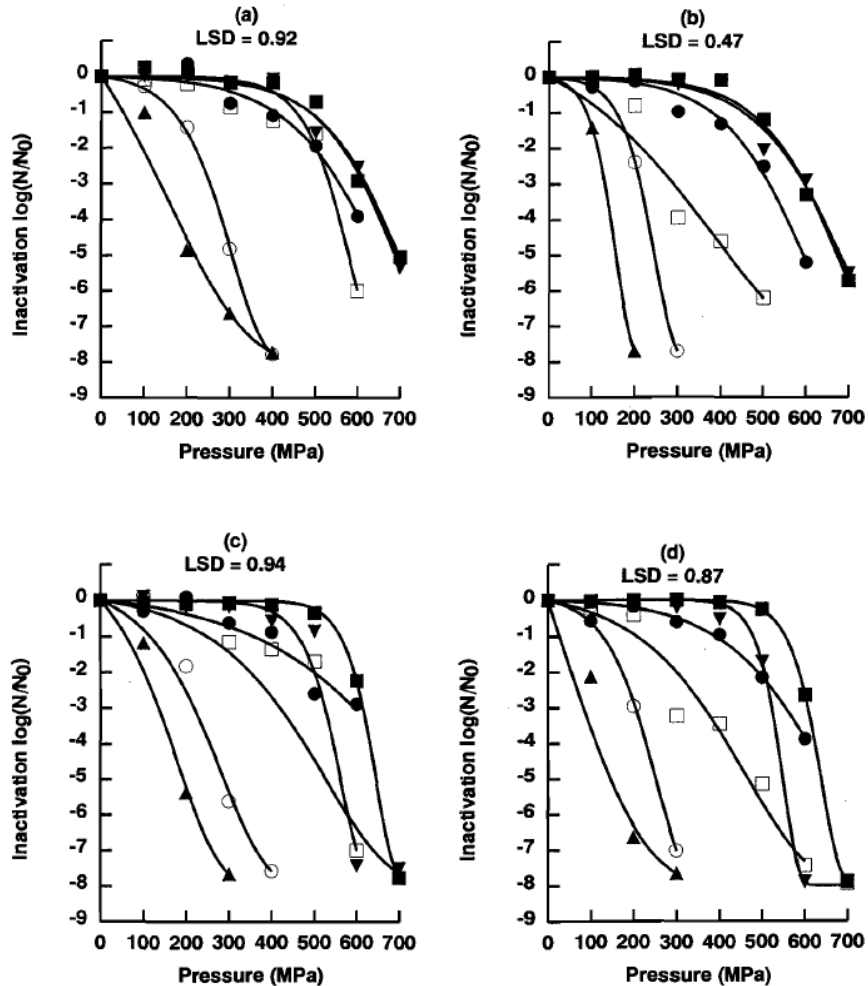 (a)
LSD = 0.92
Inactivation log(N/N0)
0
-1
-2
-3
-4
-5
-6
-7
-8
-9
0 100 200 300 400 500 600 700
Pressure (MPa)
(b)
LSD = 0.47
Inactivation log(N/N0)
0
-1
-2
-3
-4
-5
-6
-7
-8
-9
0 100 200 300 400 500 600 700
Pressure (MPa)
(c)
LSD = 0.94
Inactivation log(N/N0)
0
-1
-2
-3
-4
-5
-6
-7
-8
-9
0 100 200 300 400 500 600 700
Pressure (MPa)
(d)
LSD = 0.87
Inactivation log(N/N0)
0
-1
-2
-3
-4
-5
-6
-7
-8
-9
0 100 200 300 400 500 600 700
Pressure (MPa)